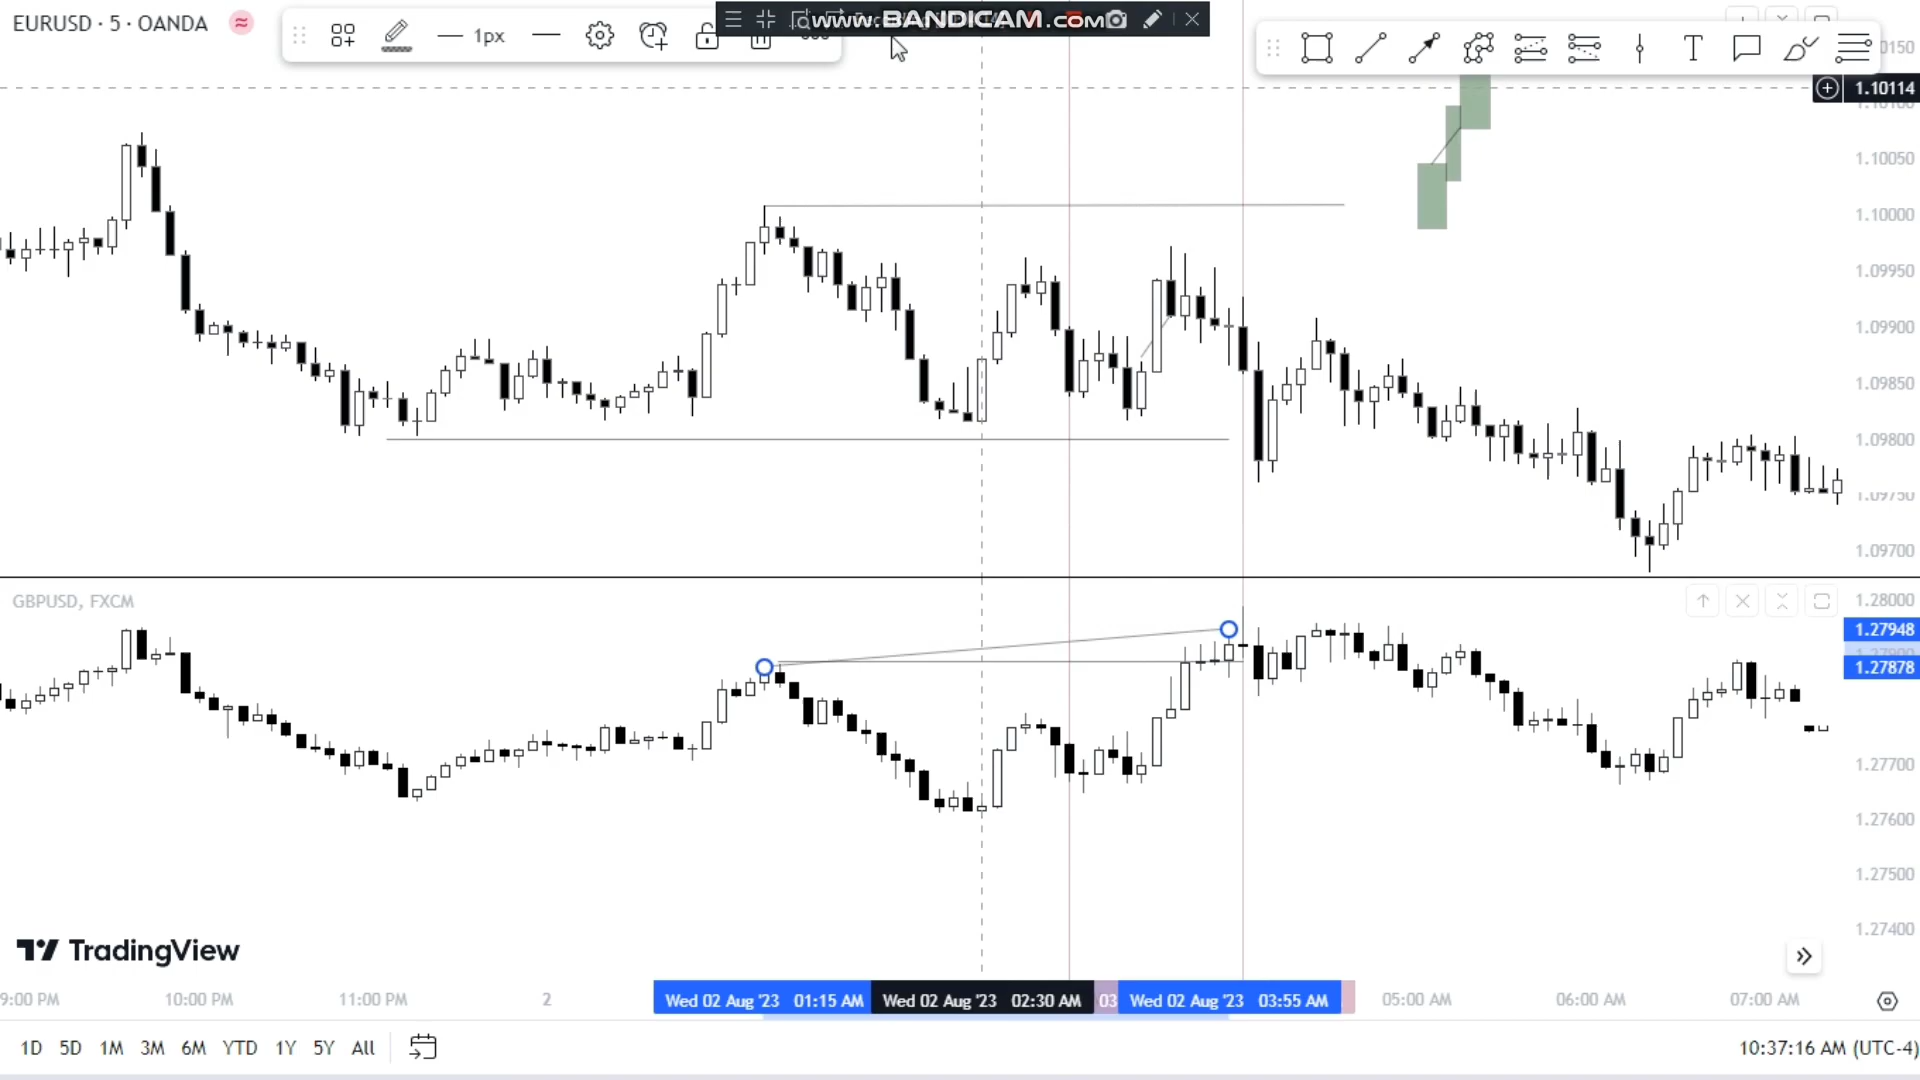 EURUSD · 5 · OANDA
1px
www.BANDICAM.com
1.10114
1.10050
1.10000
1.09950
1.09900
1.09850
1.09800
1.09750
1.09700
GBPUSD, FXCM
1.28000
1.27948
1.27878
1.27700
1.27600
1.27500
1.27400
TradingView
9:00 PM 10:00 PM 11:00 PM 2 Wed 02 Aug '23 01:15 AM Wed 02 Aug '23 02:30 AM 03 Wed 02 Aug '23 03:55 AM 05:00 AM 06:00 AM 07:00 AM
1D 5D 1M 3M 6M YTD 1Y 5Y All 10:37:16 AM (UTC-4)